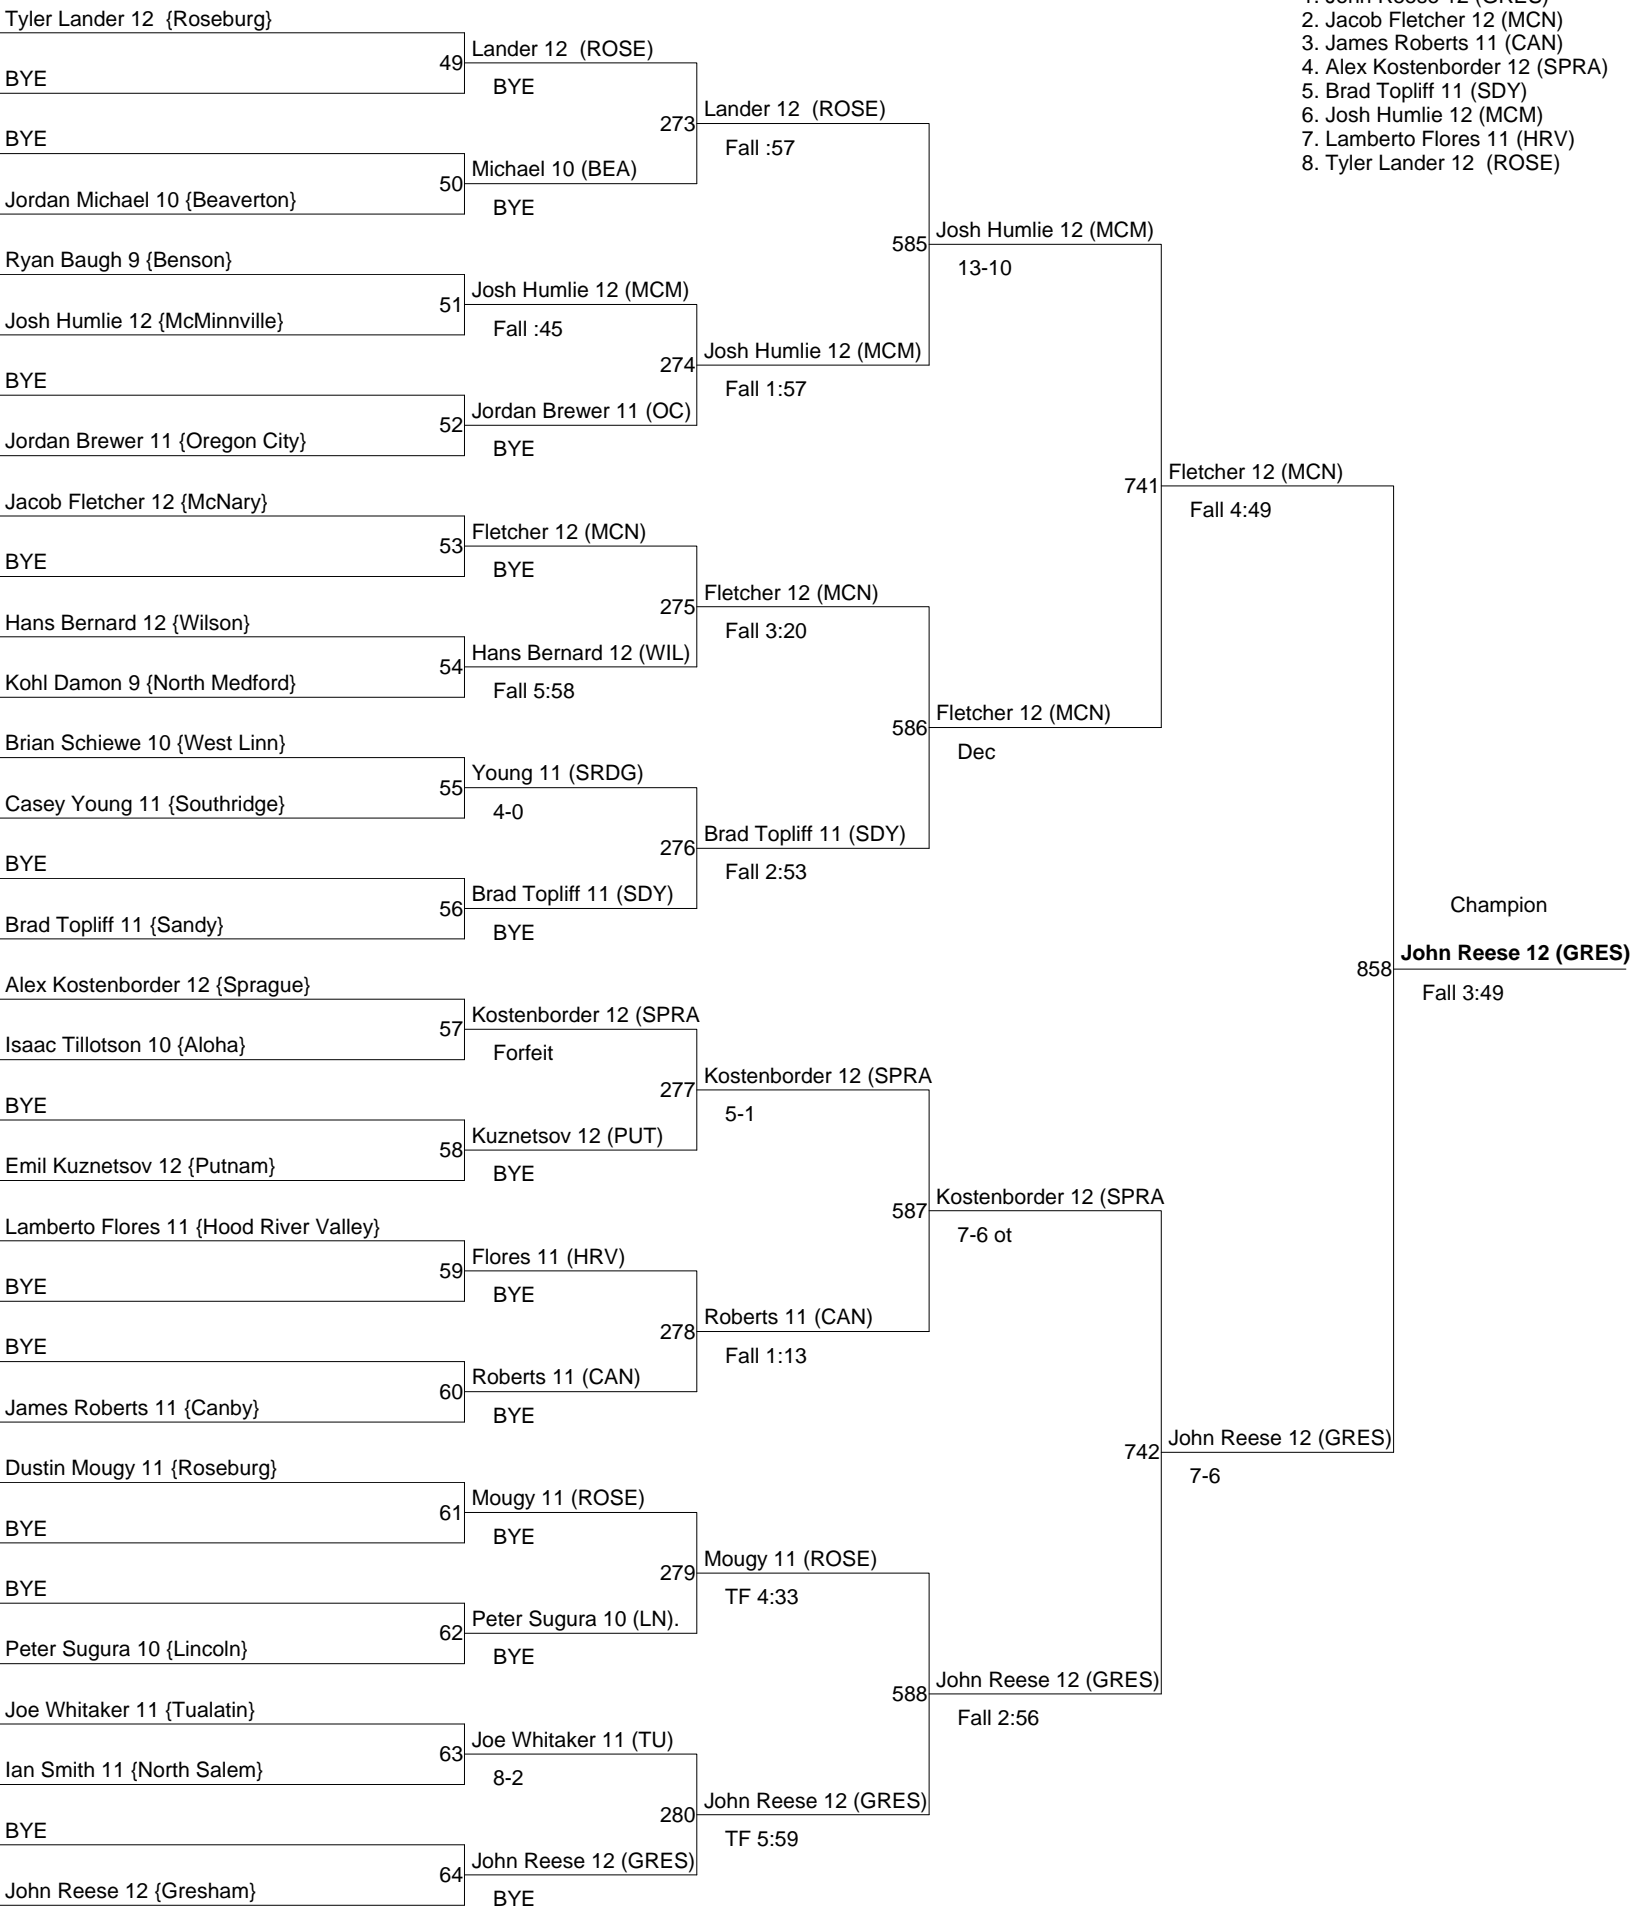 1. John Reese 12 (GRES)
Tyler Lander 12  {Roseburg}
2. Jacob Fletcher 12 (MCN)
3. James Roberts 11 (CAN)
49
Lander 12  (ROSE)
4. Alex Kostenborder 12 (SPRA)
BYE
BYE
5. Brad Topliff 11 (SDY)
273
Lander 12  (ROSE)
6. Josh Humlie 12 (MCM)
BYE
Fall :57
7. Lamberto Flores 11 (HRV)
8. Tyler Lander 12  (ROSE)
50
Michael 10 (BEA)
Jordan Michael 10 {Beaverton}
BYE
585
Josh Humlie 12 (MCM)
Ryan Baugh 9 {Benson}
13-10
51
Josh Humlie 12 (MCM)
Josh Humlie 12 {McMinnville}
Fall :45
274
Josh Humlie 12 (MCM)
BYE
Fall 1:57
52
Jordan Brewer 11 (OC)
Jordan Brewer 11 {Oregon City}
BYE
741
Fletcher 12 (MCN)
Jacob Fletcher 12 {McNary}
Fall 4:49
53
Fletcher 12 (MCN)
BYE
BYE
275
Fletcher 12 (MCN)
Hans Bernard 12 {Wilson}
Fall 3:20
54
Hans Bernard 12 (WIL)
Kohl Damon 9 {North Medford}
Fall 5:58
586
Fletcher 12 (MCN)
Brian Schiewe 10 {West Linn}
Dec
55
Young 11 (SRDG)
Casey Young 11 {Southridge}
4-0
276
Brad Topliff 11 (SDY)
BYE
Fall 2:53
56
Brad Topliff 11 (SDY)
Champion
Brad Topliff 11 {Sandy}
BYE
858
John Reese 12 (GRES)
Alex Kostenborder 12 {Sprague}
Fall 3:49
57
Kostenborder 12 (SPRA
Isaac Tillotson 10 {Aloha}
Forfeit
277
Kostenborder 12 (SPRA
BYE
5-1
58
Kuznetsov 12 (PUT)
Emil Kuznetsov 12 {Putnam}
BYE
587
Kostenborder 12 (SPRA
Lamberto Flores 11 {Hood River Valley}
7-6 ot
59
Flores 11 (HRV)
BYE
BYE
278
Roberts 11 (CAN)
BYE
Fall 1:13
60
Roberts 11 (CAN)
James Roberts 11 {Canby}
BYE
742
John Reese 12 (GRES)
Dustin Mougy 11 {Roseburg}
7-6
61
Mougy 11 (ROSE)
BYE
BYE
279
Mougy 11 (ROSE)
BYE
TF 4:33
62
Peter Sugura 10 (LN).
Peter Sugura 10 {Lincoln}
BYE
588
John Reese 12 (GRES)
Joe Whitaker 11 {Tualatin}
Fall 2:56
63
Joe Whitaker 11 (TU)
Ian Smith 11 {North Salem}
8-2
280
John Reese 12 (GRES)
BYE
TF 5:59
64
John Reese 12 (GRES)
John Reese 12 {Gresham}
BYE